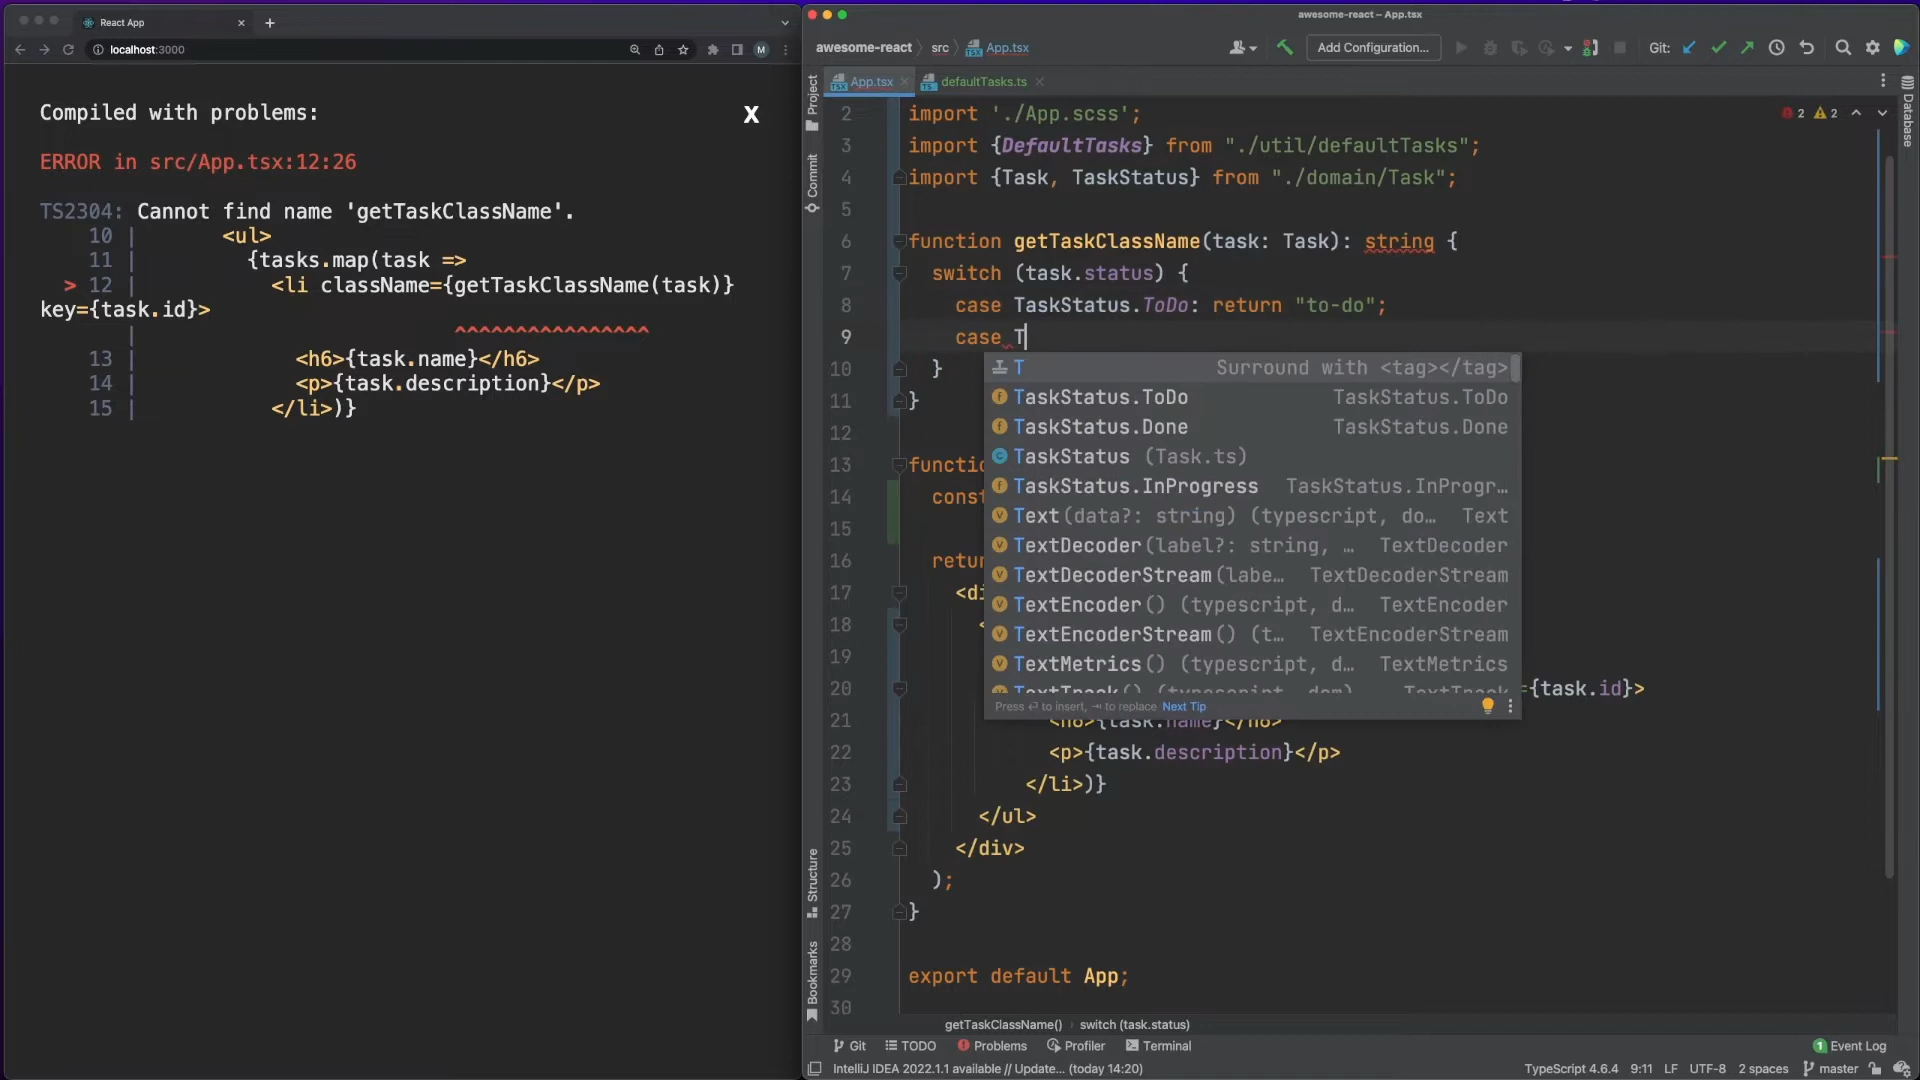 React App
localhost:3000
M
Compiled with problems:
X
ERROR in src/App.tsx:12:26
TS2304: Cannot find name 'getTaskClassName'.
10 | <ul>
11 | {tasks.map(task =>
> 12 | <li className={getTaskClassName(task)}
key={task.id}>
| ^^^^^^^^^^^^^^^^
13 | <h6>{task.name}</h6>
14 | <p>{task.description}</p>
15 | </li>)}
awesome-react – App.tsx
awesome-react src App.tsx
Add Configuration...
Git:
App.tsx
defaultTasks.ts
Project
Commit
Structure
Bookmarks
Database
2 2
2 import './App.scss';
3 import {DefaultTasks} from "./util/defaultTasks";
4 import {Task, TaskStatus} from "./domain/Task";
5
6 function getTaskClassName(task: Task): string {
7 switch (task.status) {
8 case TaskStatus.ToDo: return "to-do";
9 case T
10 }
11 }
12
13 functio
14 const
15
16 retur
17 <di
18 <
19
20 ={task.id}>
21 <h6>{task.name}</h6>
22 <p>{task.description}</p>
23 </li>)}
24 </ul>
25 </div>
26 );
27 }
28
29 export default App;
30
T Surround with <tag></tag>
TaskStatus.ToDo TaskStatus.ToDo
TaskStatus.Done TaskStatus.Done
TaskStatus (Task.ts)
TaskStatus.InProgress TaskStatus.InProgr…
Text(data?: string) (typescript, do… Text
TextDecoder(label?: string, … TextDecoder
TextDecoderStream(labe… TextDecoderStream
TextEncoder() (typescript, d… TextEncoder
TextEncoderStream() (t… TextEncoderStream
TextMetrics() (typescript, d… TextMetrics
TextTrack() (typescript, dom) TextTrack
Press ↩ to insert, ⇥ to replace Next Tip
getTaskClassName() switch (task.status)
Git TODO Problems Profiler Terminal
1 Event Log
IntelliJ IDEA 2022.1.1 available // Update... (today 14:20)
TypeScript 4.6.4 9:11 LF UTF-8 2 spaces master